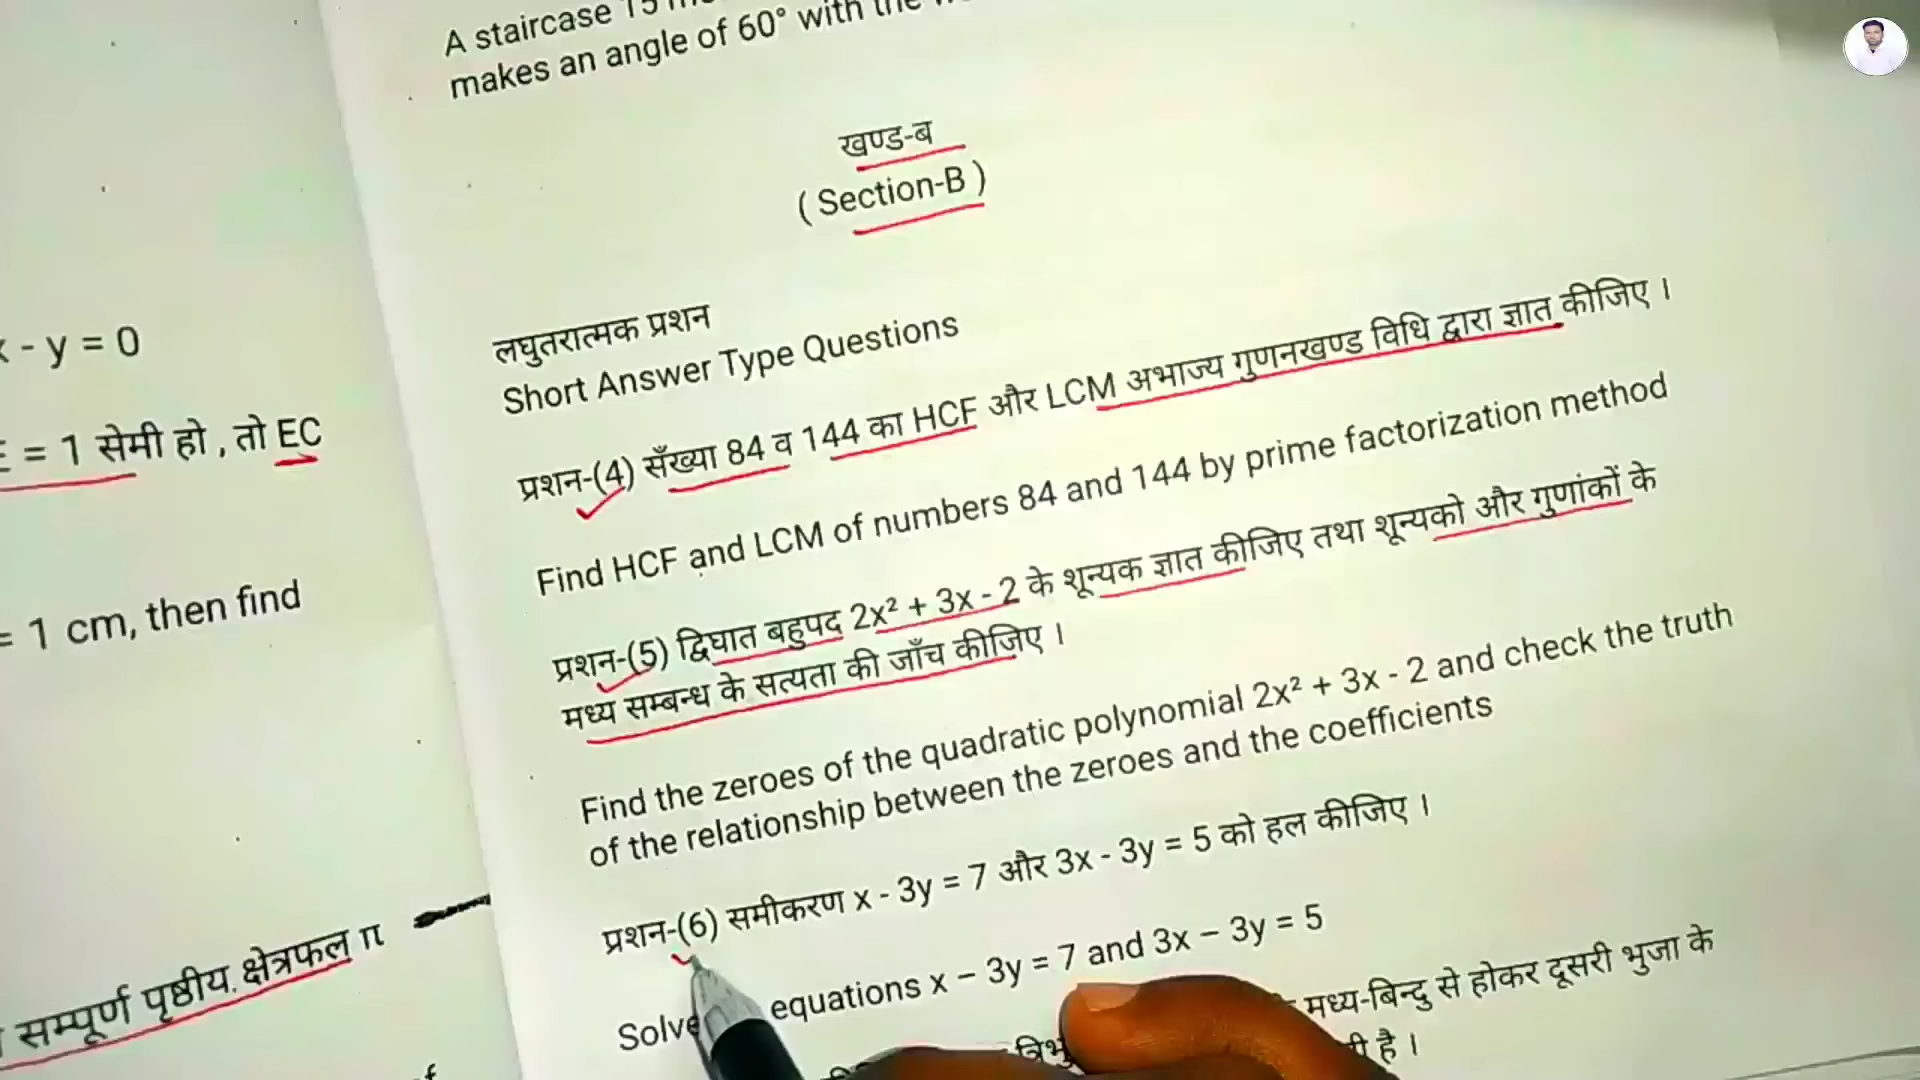 A staircase 15
makes an angle of 60° with the
खण्ड-ब
( Section-B )
लघुतरात्मक प्रशन
Short Answer Type Questions
प्रशन-(4) सँख्या 84 व 144 का HCF और LCM अभाज्य गुणनखण्ड विधि द्वारा ज्ञात कीजिए ।
Find HCF and LCM of numbers 84 and 144 by prime factorization method
प्रशन-(5) द्विघात बहुपद 2x² + 3x - 2 के शून्यक ज्ञात कीजिए तथा शून्यको और गुणांकों के
मध्य सम्बन्ध के सत्यता की जाँच कीजिए ।
Find the zeroes of the quadratic polynomial 2x² + 3x - 2 and check the truth
of the relationship between the zeroes and the coefficients
प्रशन-(6) समीकरण x - 3y = 7 और 3x - 3y = 5 को हल कीजिए ।
Solve equations x – 3y = 7 and 3x – 3y = 5
मध्य-बिन्दु से होकर दूसरी भुजा के
है ।
- y = 0
= 1 सेमी हो , तो EC
= 1 cm, then find
सम्पूर्ण पृष्ठीय क्षेत्रफल π